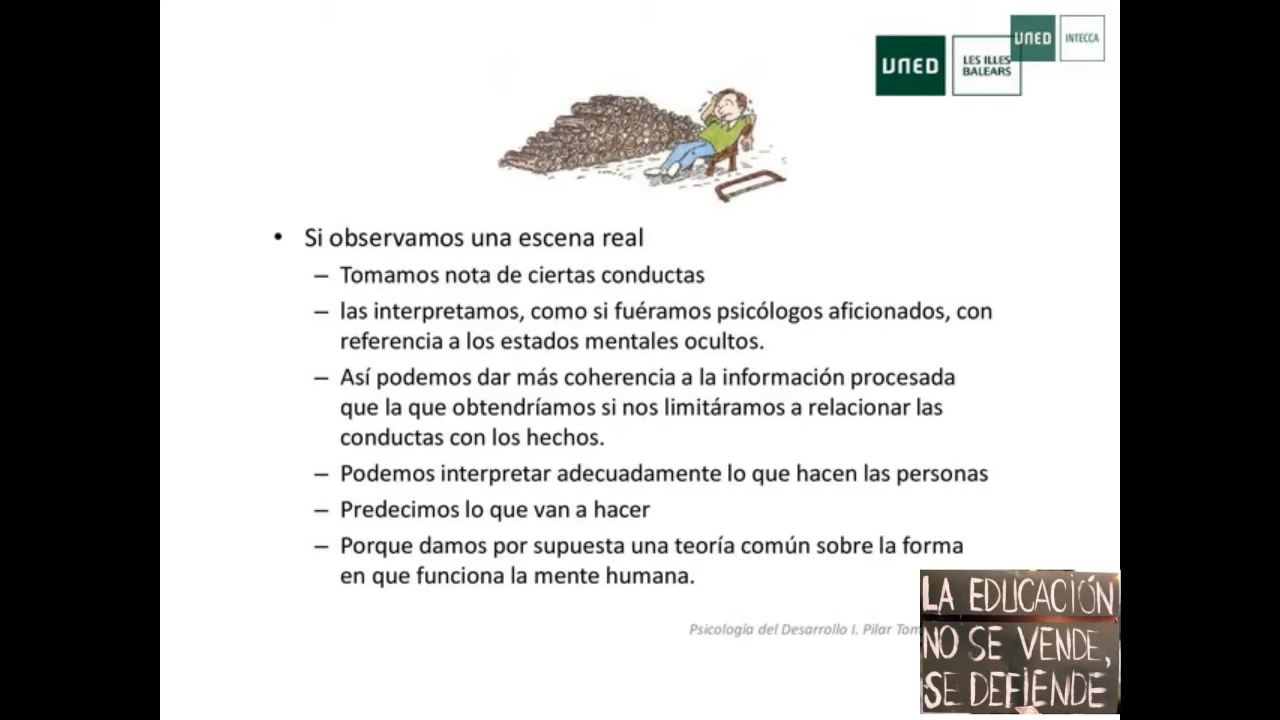 UNED
INTECCA
UNED
LES ILLES
BALEARS
• Si observamos una escena real
– Tomamos nota de ciertas conductas
– las interpretamos, como si fuéramos psicólogos aficionados, con
referencia a los estados mentales ocultos.
– Así podemos dar más coherencia a la información procesada
que la que obtendríamos si nos limitáramos a relacionar las
conductas con los hechos.
– Podemos interpretar adecuadamente lo que hacen las personas
– Predecimos lo que van a hacer
– Porque damos por supuesta una teoría común sobre la forma
en que funciona la mente humana.
Psicología del Desarrollo I. Pilar
LA EDUCACIÓN
NO SE VENDE,
SE DEFIENDE